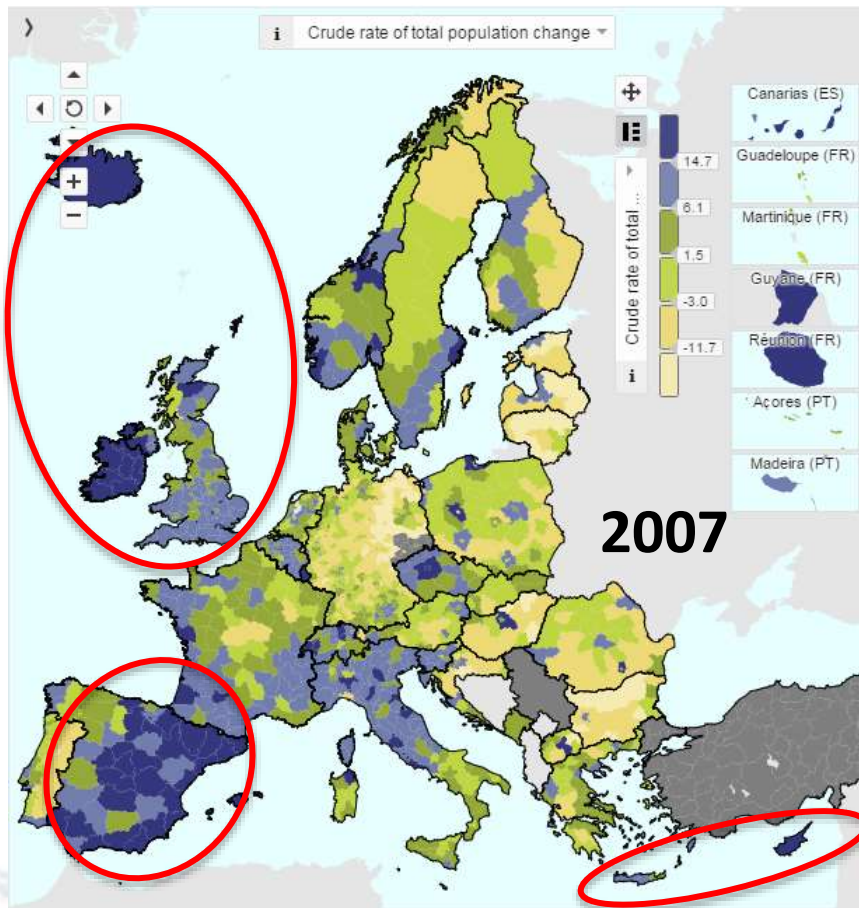 i Crude rate of total population change
Canarias (ES)
14.7
Guadeloupe (FR)
6.1
Martinique (FR)
1.5
Guyane (FR)
-3.0
Réunion (FR)
-11.7
Açores (PT)
Madeira (PT)
Crude rate of total ...
i
2007